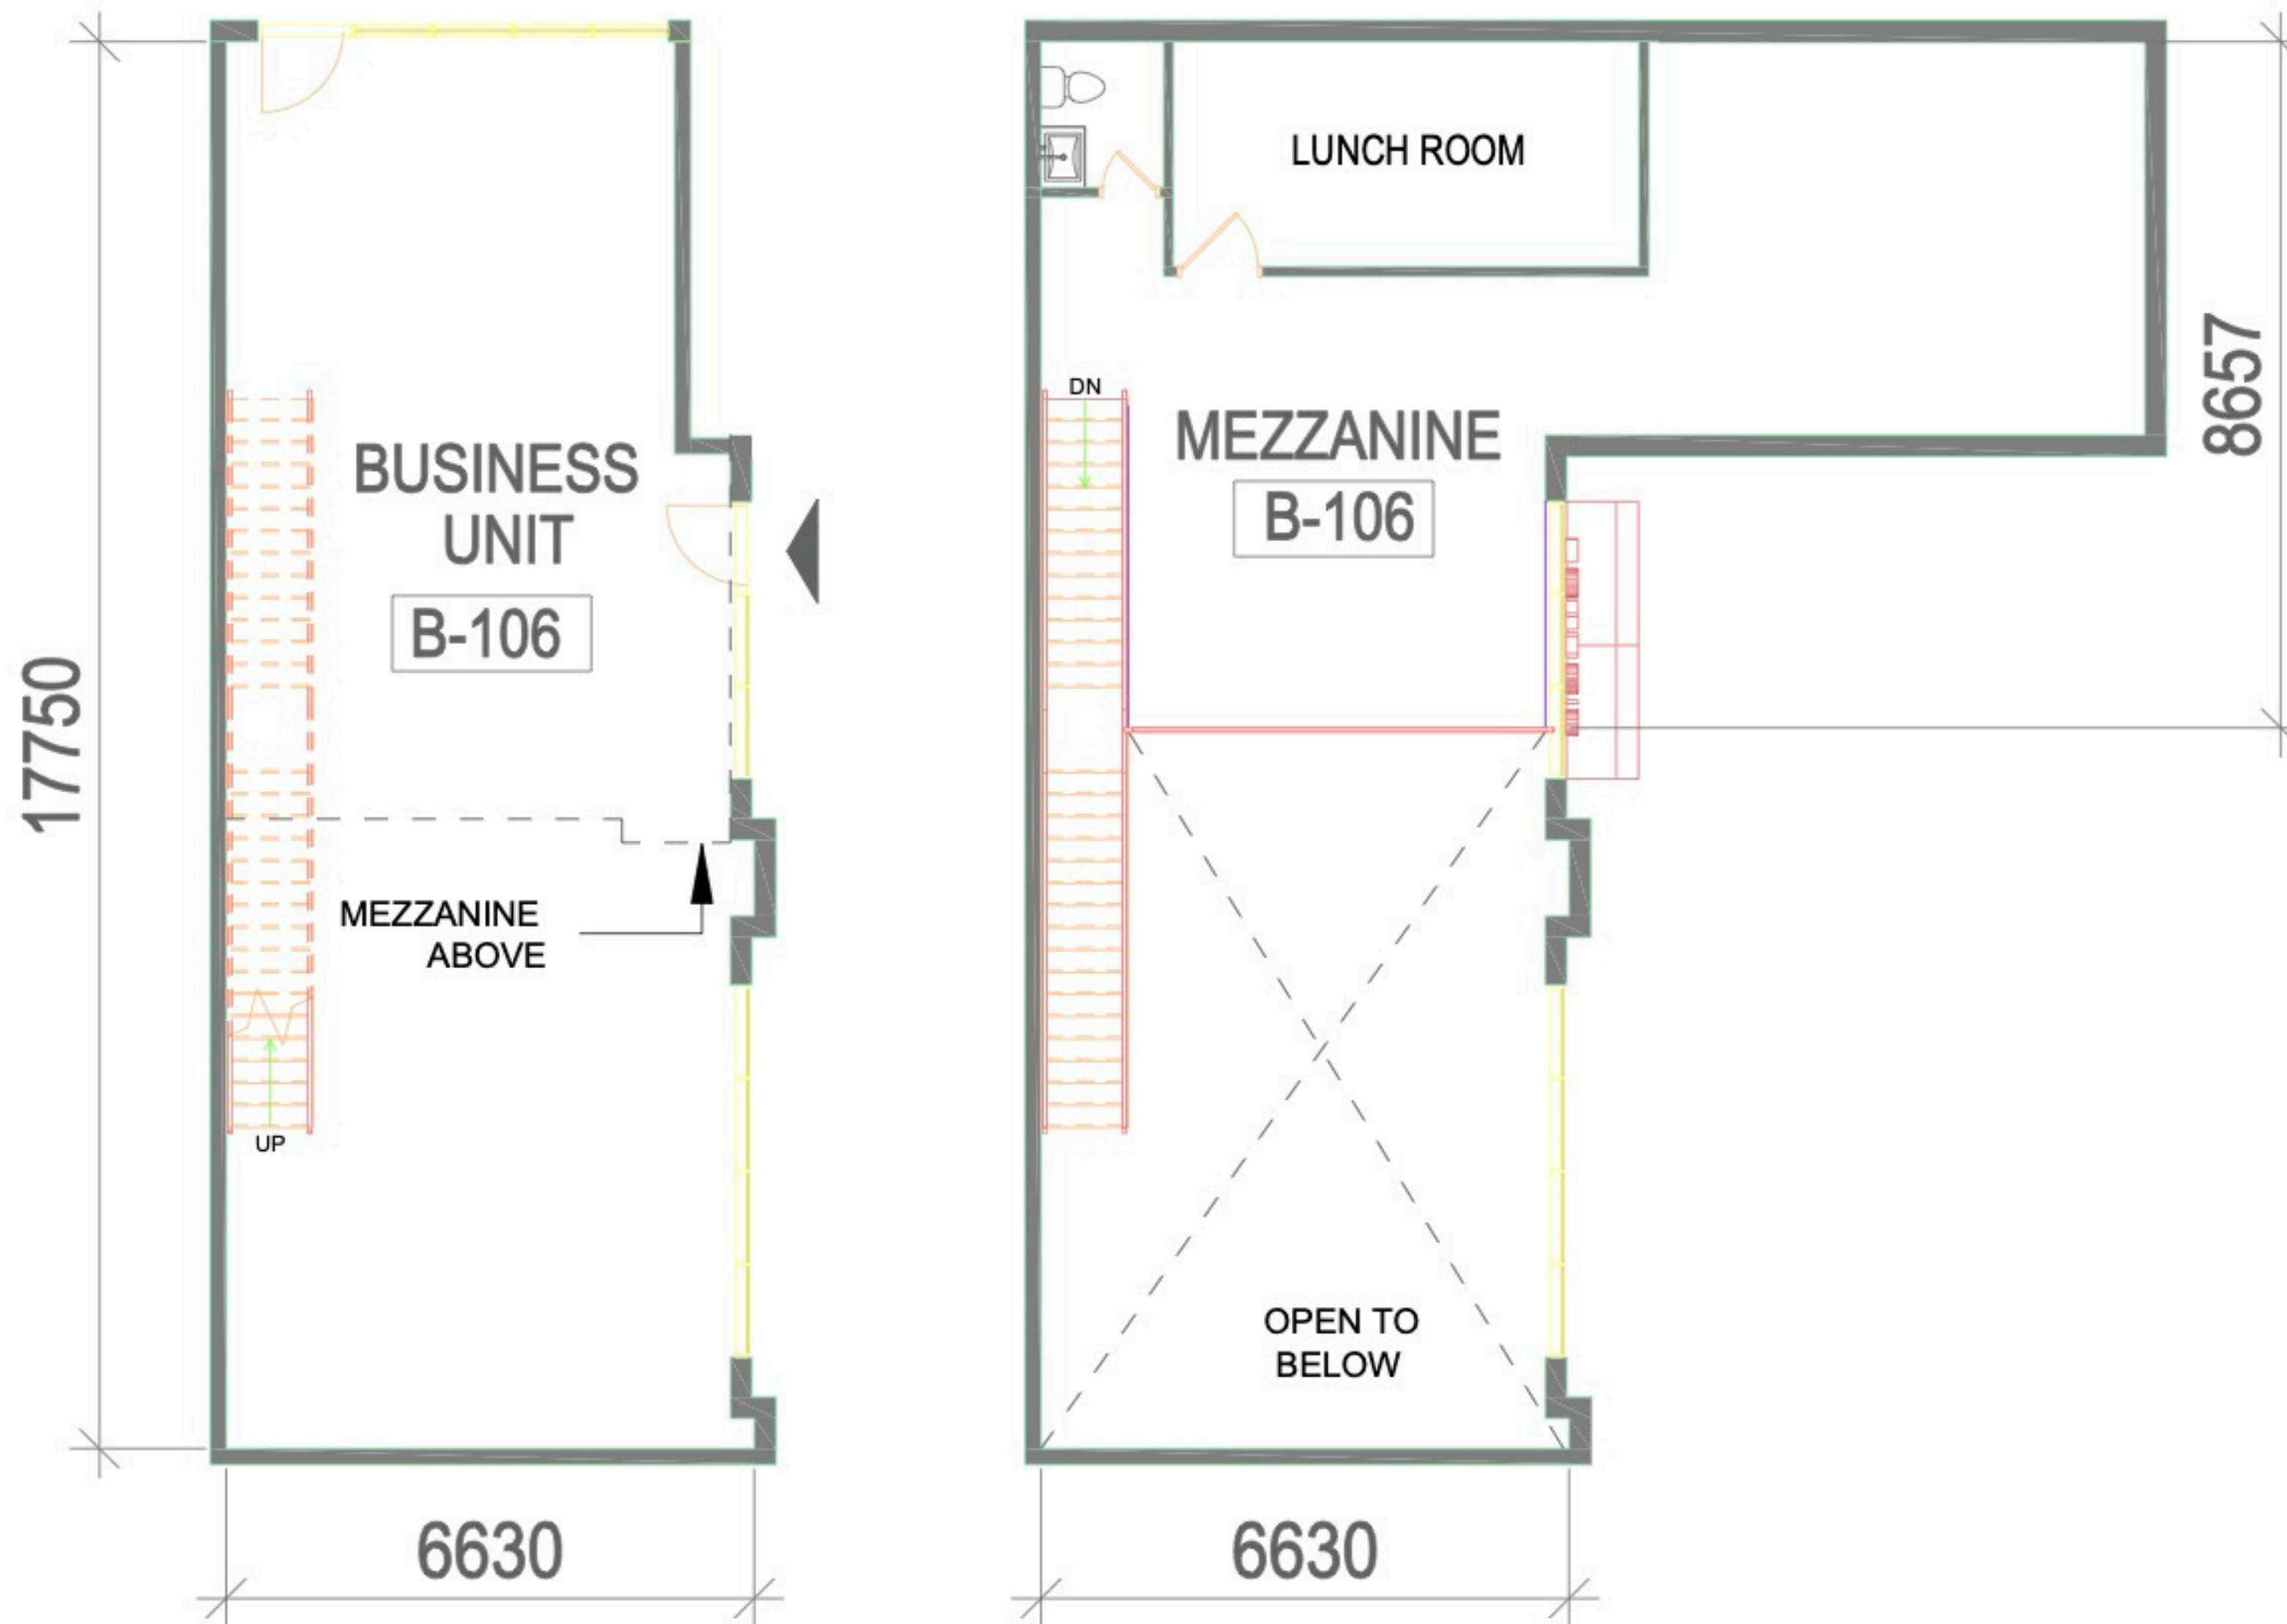 BUSINESS
UNIT
B-106
MEZZANINE
ABOVE
UP
17750
6630
LUNCH ROOM
DN
MEZZANINE
B-106
8657
OPEN TO
BELOW
6630